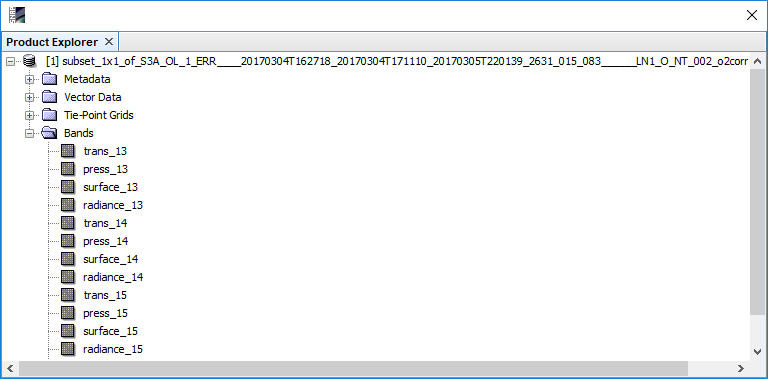 Product Explorer
[1] subset_1x1_of_S3A_OL_1_ERR____20170304T162718_20170304T171110_20170305T220139_2631_015_083______LN1_O_NT_002_o2corr
Metadata
Vector Data
Tie-Point Grids
Bands
trans_13
press_13
surface_13
radiance_13
trans_14
press_14
surface_14
radiance_14
trans_15
press_15
surface_15
radiance_15